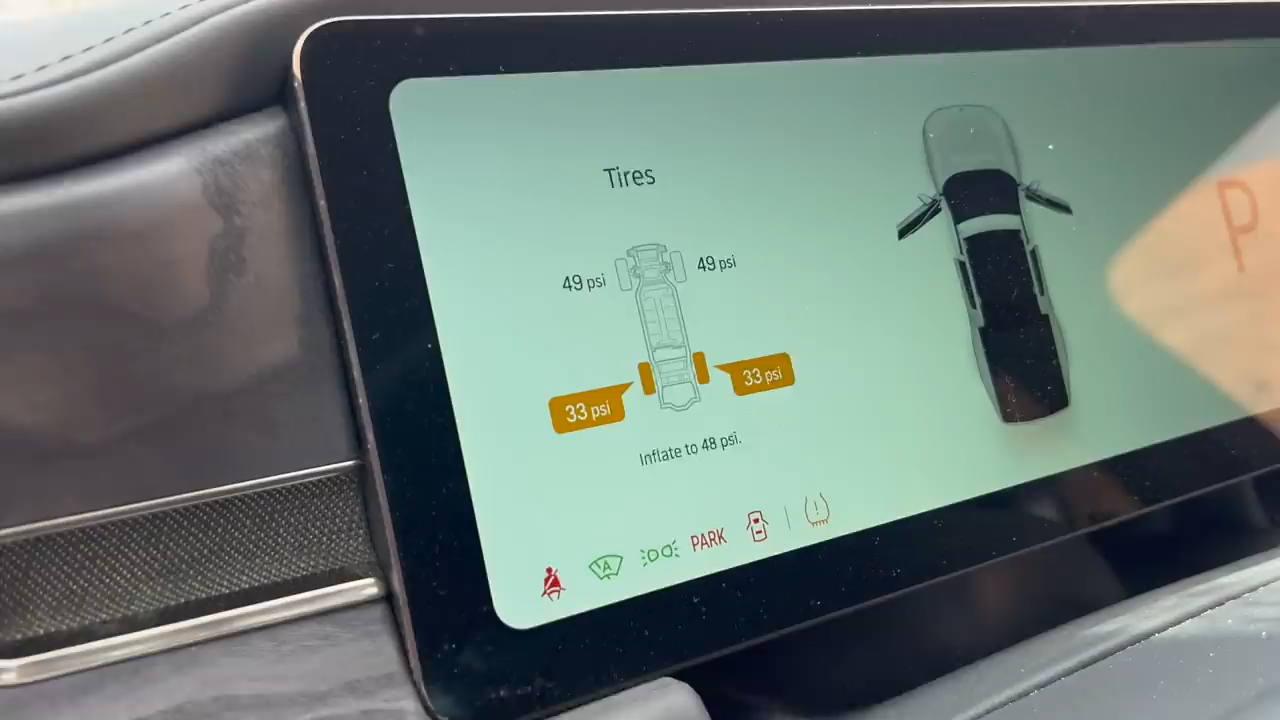 Tires
49 psi
49 psi
33 psi
33 psi
Inflate to 48 psi.
A
PARK
!
P